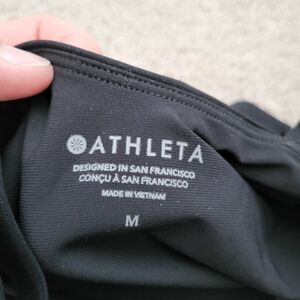 ATHLETA
DESIGNED IN SAN FRANCISCO
CONÇU À SAN FRANCISCO
MADE IN VIETNAM
M